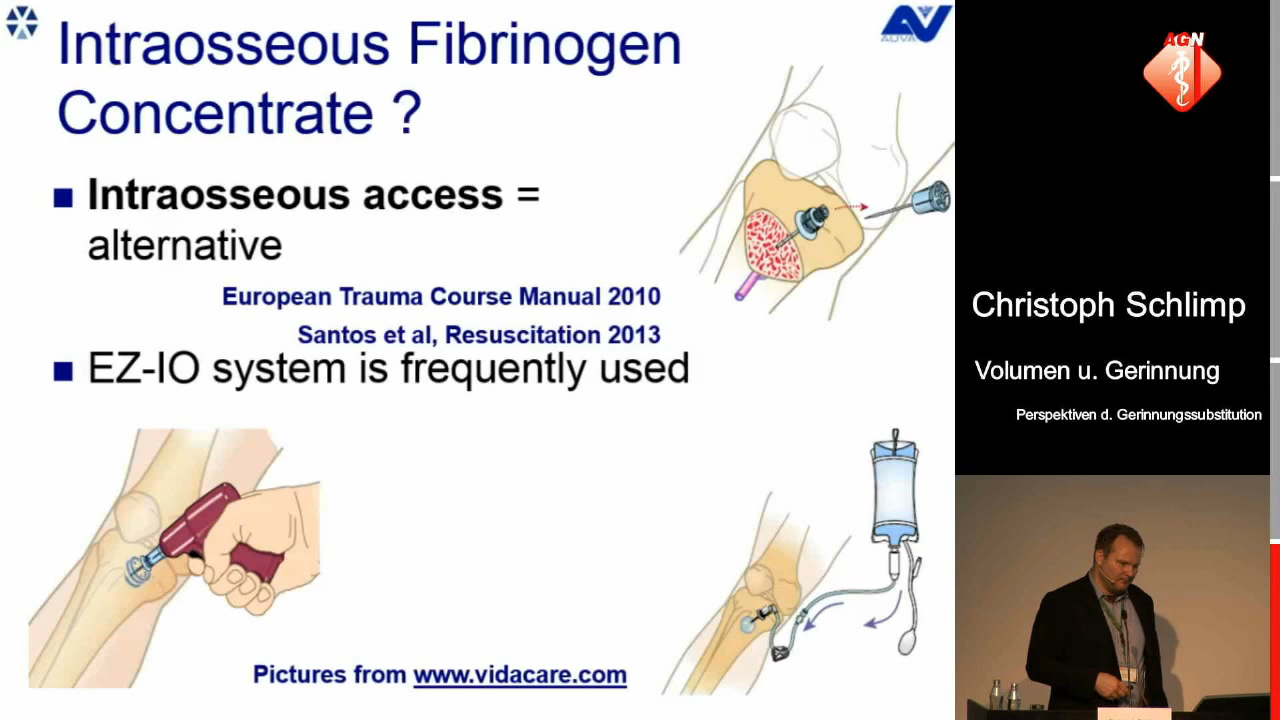 Intraosseous Fibrinogen
Concentrate ?
Intraosseous access =
alternative
European Trauma Course Manual 2010
Santos et al, Resuscitation 2013
EZ-IO system is frequently used
Pictures from www.vidacare.com
AUVA
AGN
Christoph Schlimp
Volumen u. Gerinnung
Perspektiven d. Gerinnungssubstitution